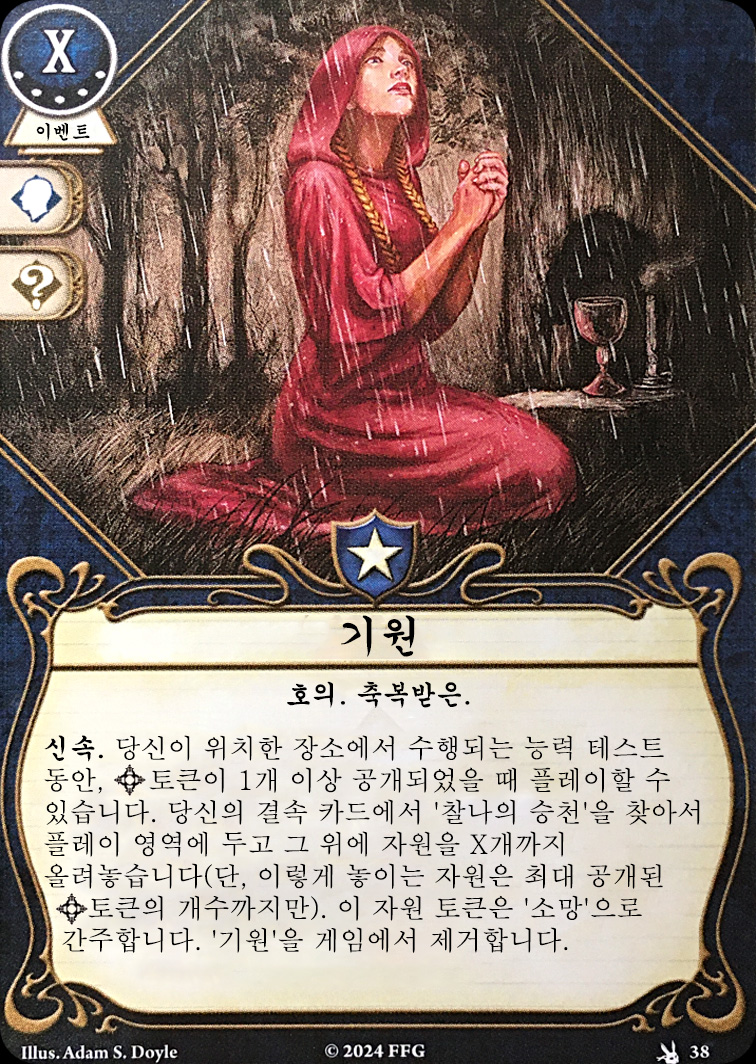 X
이벤트
?
기원
호의. 축복받은.
신속. 당신이 위치한 장소에서 수행되는 능력 테스트
동안, 토큰이 1개 이상 공개되었을 때 플레이할 수
있습니다. 당신의 결속 카드에서 '찰나의 승천'을 찾아서
플레이 영역에 두고 그 위에 자원을 X개까지
올려놓습니다(단, 이렇게 놓이는 자원은 최대 공개된
토큰의 개수까지만). 이 자원 토큰은 '소망'으로
간주합니다. '기원'을 게임에서 제거합니다.
Illus. Adam S. Doyle
© 2024 FFG
38